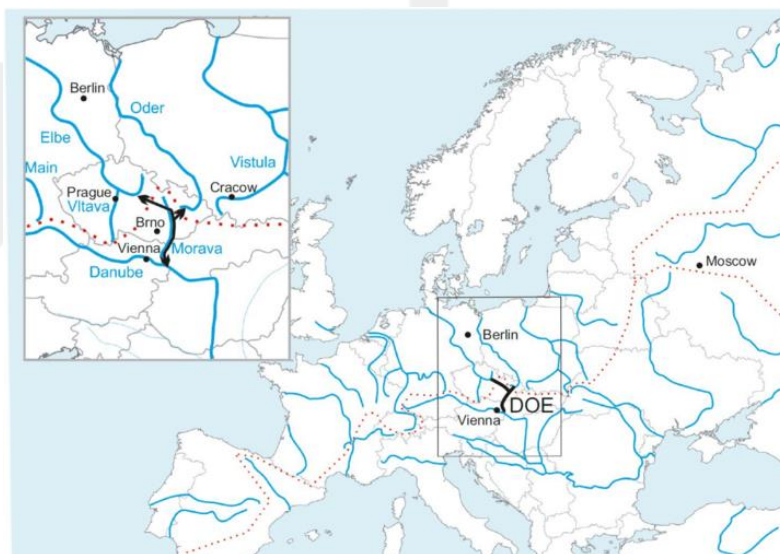 Berlin
Oder
Elbe
Main
Vistula
Prague
Cracow
Vltava
Brno
Vienna
Morava
Danube
Moscow
Berlin
DOE
Vienna